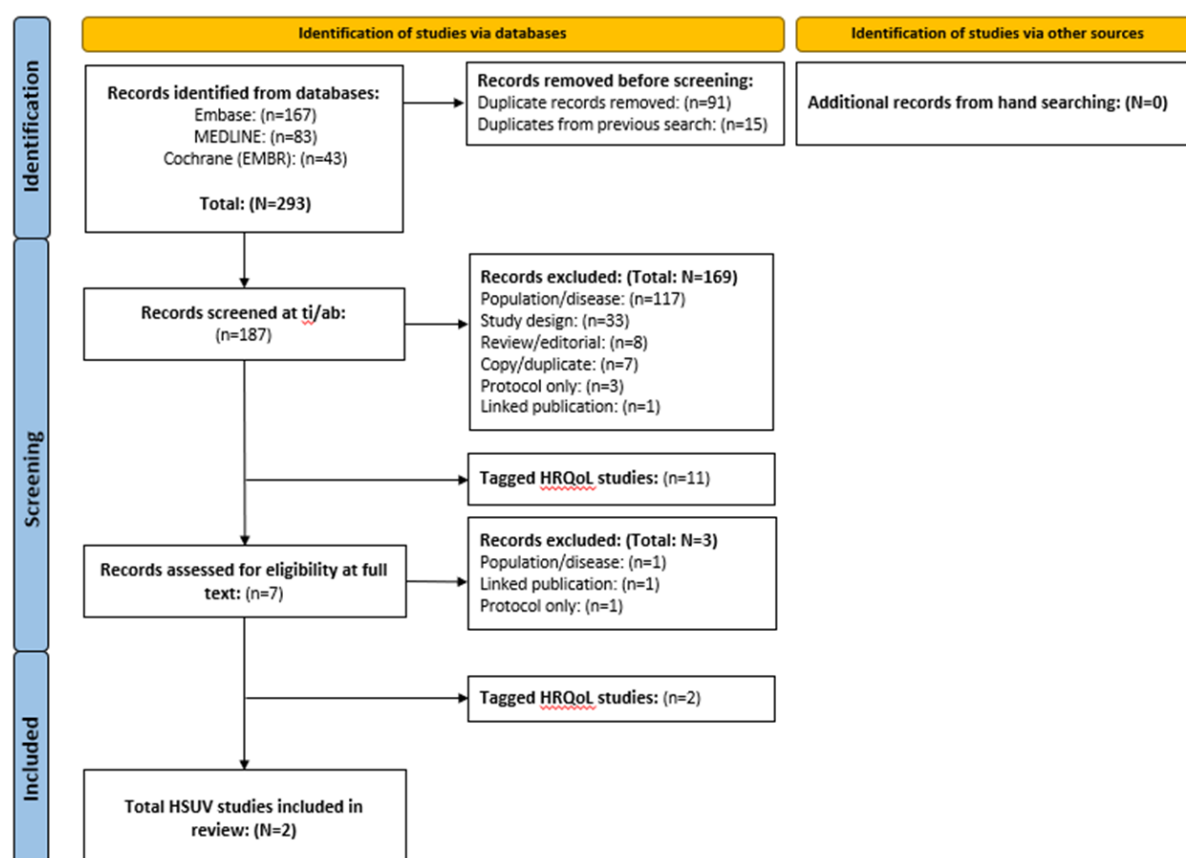 Identification of studies via databases
Identification of studies via other sources
Identification
Records identified from databases:
Embase: (n=167)
MEDLINE: (n=83)
Cochrane (EMBR): (n=43)
Total: (N=293)
Records removed before screening:
Duplicate records removed: (n=91)
Duplicates from previous search: (n=15)
Additional records from hand searching: (N=0)
Screening
Records screened at ti/ab:
(n=187)
Records excluded: (Total: N=169)
Population/disease: (n=117)
Study design: (n=33)
Review/editorial: (n=8)
Copy/duplicate: (n=7)
Protocol only: (n=3)
Linked publication: (n=1)
Tagged HRQoL studies: (n=11)
Records assessed for eligibility at full
text: (n=7)
Records excluded: (Total: N=3)
Population/disease: (n=1)
Linked publication: (n=1)
Protocol only: (n=1)
Included
Tagged HRQoL studies: (n=2)
Total HSUV studies included in
review: (N=2)